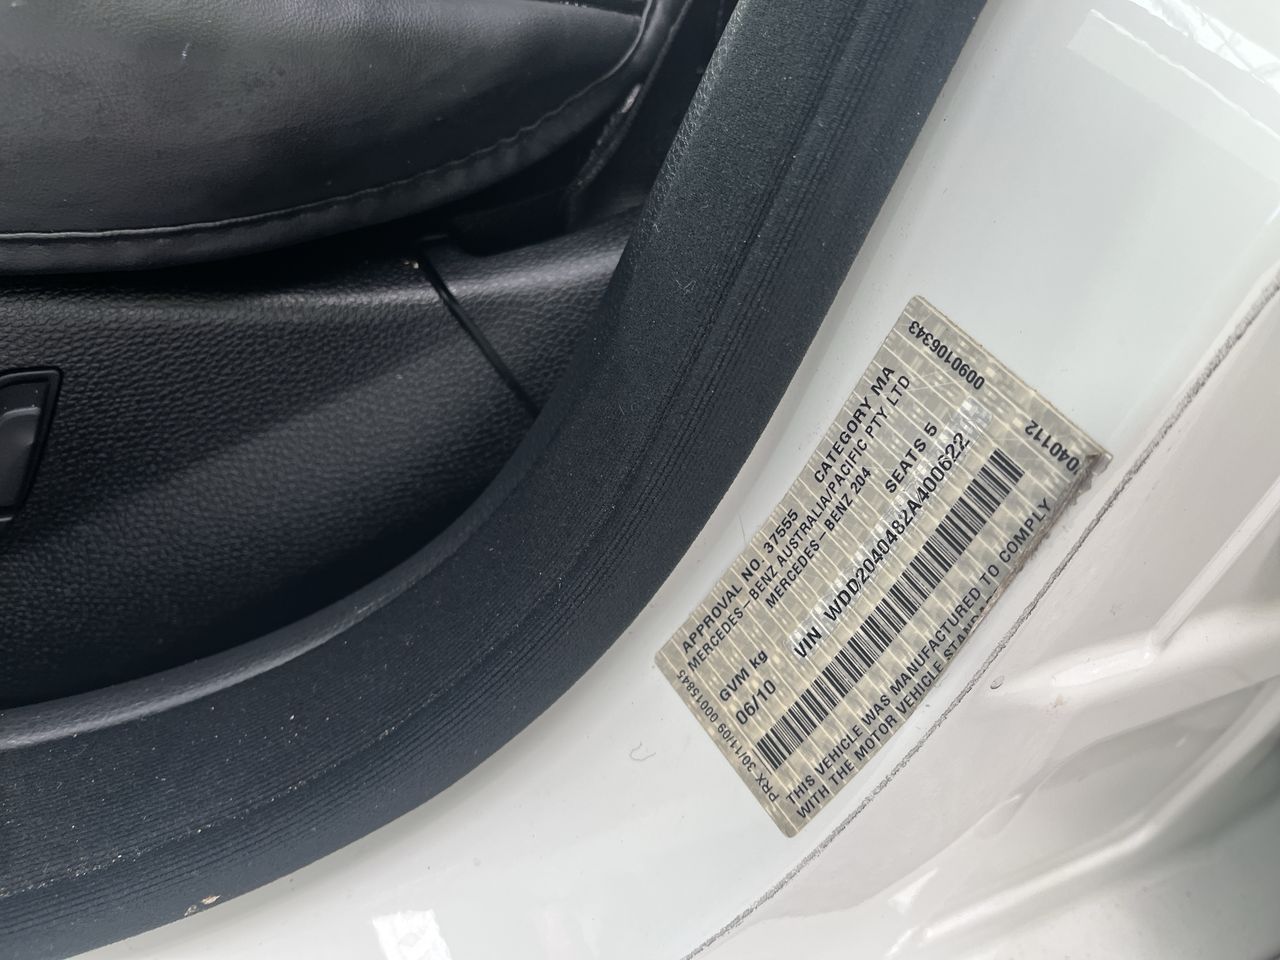 0090106343
040112
APPROVAL NO 37555 CATEGORY MA
MERCEDES-BENZ AUSTRALIA/PACIFIC PTY LTD
MERCEDES-BENZ 204
GVM kg SEATS 5
06/10 VIN WDD2040482A400622
THIS VEHICLE WAS MANUFACTURED TO COMPLY
WITH THE MOTOR VEHICLE
PRX 30/11/09 00015845